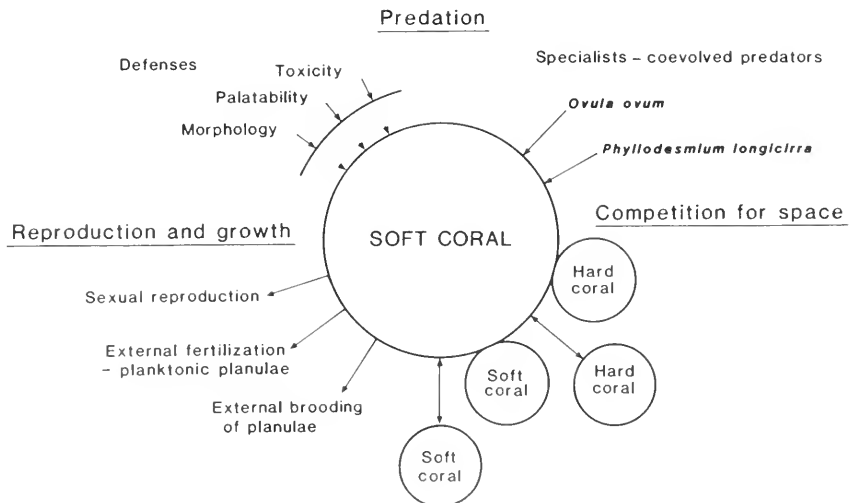 Predation
Defenses
Toxicity
Palatability
Morphology
Specialists – coevolved predators
Ovula ovum
Phyllodesmium longicirra
Reproduction and growth
SOFT CORAL
Competition for space
Sexual reproduction
External fertilization
– planktonic planulae
External brooding
of planulae
Hard
coral
Hard
coral
Soft
coral
Soft
coral